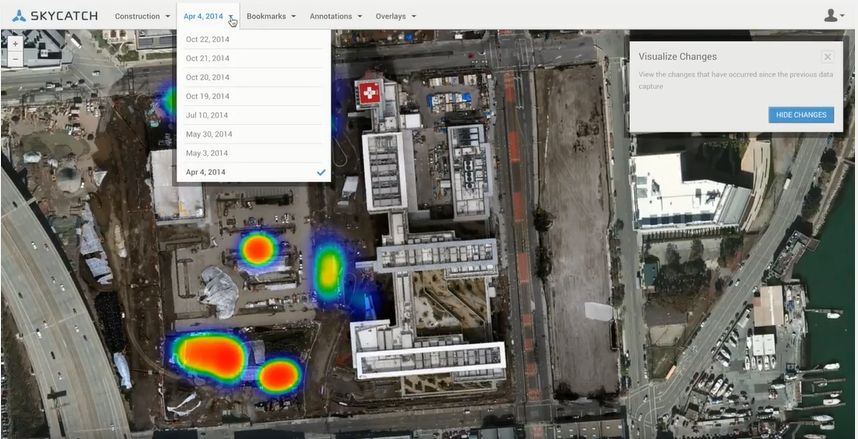 SKYCATCH
Construction
Apr 4, 2014
Bookmarks
Annotations
Overlays
+
−
Oct 22, 2014
Oct 21, 2014
Oct 20, 2014
Oct 19, 2014
Jul 10, 2014
May 30, 2014
May 3, 2014
Apr 4, 2014
Visualize Changes
View the changes that have occurred since the previous data
capture
HIDE CHANGES